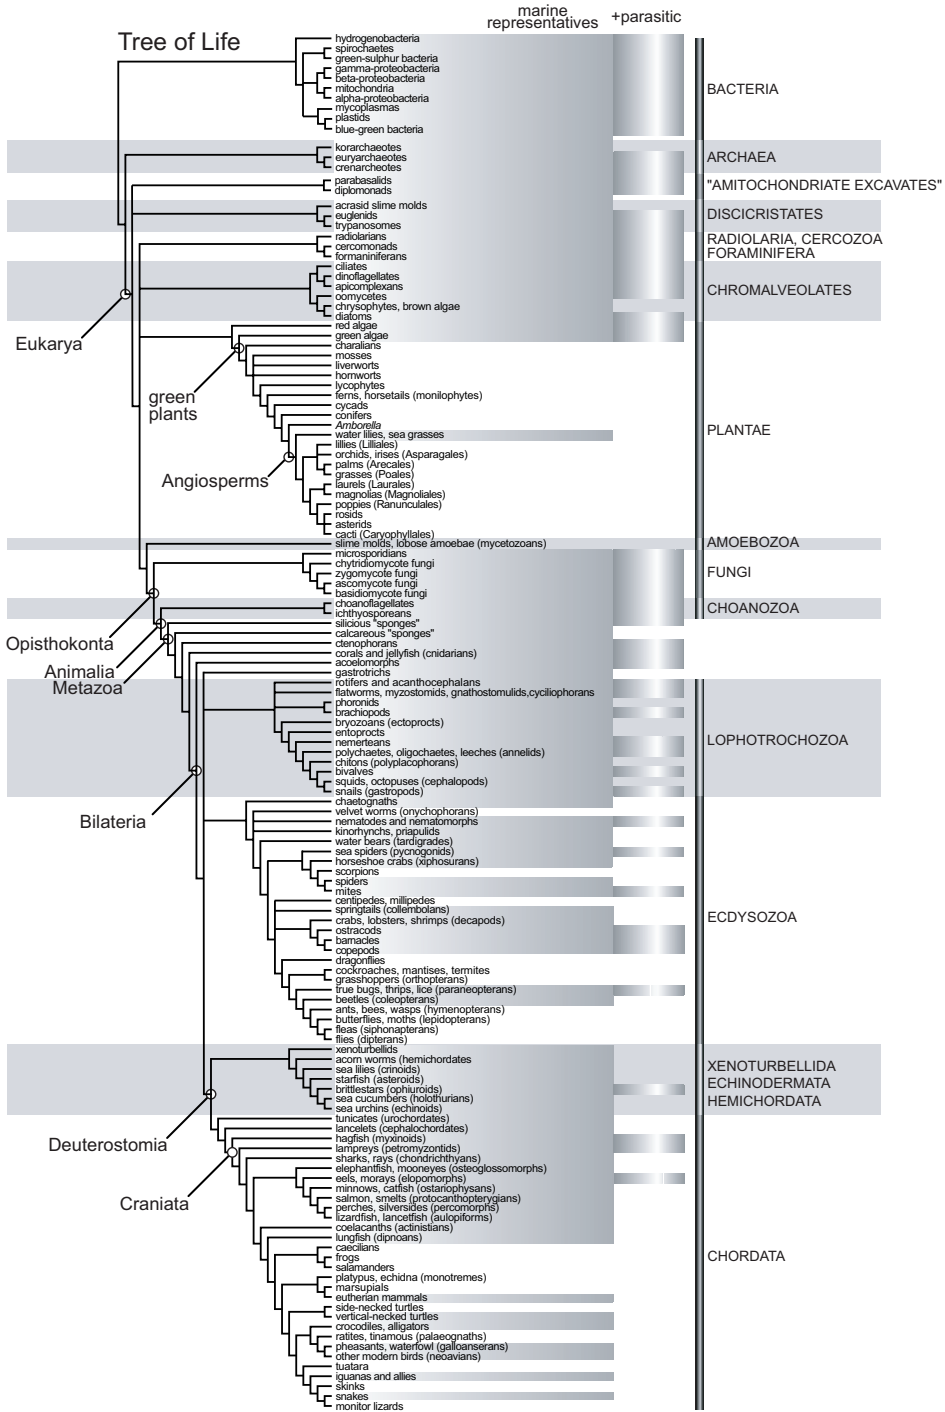 Tree of Life
marine
representatives
+parasitic
hydrogenobacteria
spirochaetes
green-sulphur bacteria
gamma-proteobacteria
beta-proteobacteria
mitochondria
alpha-proteobacteria
mycoplasmas
plastids
blue-green bacteria
BACTERIA
korarchaeotes
euryarchaeotes
crenarcheotes
ARCHAEA
parabasalids
diplomonads
"AMITOCHONDRIATE EXCAVATES"
acrasid slime molds
euglenids
trypanosomes
DISCICRISTATES
radiolarians
cercomonads
formaniniferans
RADIOLARIA, CERCOZOA
FORAMINIFERA
ciliates
dinoflagellates
apicomplexans
oomycetes
chrysophytes, brown algae
diatoms
CHROMALVEOLATES
Eukarya
red algae
green algae
charalians
mosses
liverworts
hornworts
lycophytes
ferns, horsetails (monilophytes)
cycads
conifers
Amborella
water lilies, sea grasses
lillies (Lilliales)
orchids, irises (Asparagales)
palms (Arecales)
grasses (Poales)
laurels (Laurales)
magnolias (Magnoliales)
poppies (Ranunculales)
rosids
asterids
cacti (Caryophyllales)
green
plants
Angiosperms
PLANTAE
slime molds, lobose amoebae (mycetozoans)
AMOEBOZOA
microsporidians
chytridiomycote fungi
zygomycote fungi
ascomycote fungi
basidiomycote fungi
FUNGI
choanoflagellates
ichthyosporeans
CHOANOZOA
Opisthokonta
Animalia
Metazoa
silicious "sponges"
calcareous "sponges"
ctenophorans
corals and jellyfish (cnidarians)
acoelomorphs
gastrotrichs
rotifers and acanthocephalans
flatworms, myzostomids, gnathostomulids,cyciliophorans
phoronids
brachiopods
bryozoans (ectoprocts)
entoprocts
nemerteans
polychaetes, oligochaetes, leeches (annelids)
chitons (polyplacophorans)
bivalves
squids, octopuses (cephalopods)
snails (gastropods)
LOPHOTROCHOZOA
Bilateria
chaetognaths
velvet worms (onychophorans)
nematodes and nematomorphs
kinorhynchs, priapulids
water bears (tardigrades)
sea spiders (pycnogonids)
horseshoe crabs (xiphosurans)
scorpions
spiders
mites
centipedes, millipedes
springtails (collembolans)
crabs, lobsters, shrimps (decapods)
ostracods
barnacles
copepods
dragonflies
cockroaches, mantises, termites
grasshoppers (orthopterans)
true bugs, thrips, lice (paraneopterans)
beetles (coleopterans)
ants, bees, wasps (hymenopterans)
butterflies, moths (lepidopterans)
fleas (siphonapterans)
flies (dipterans)
ECDYSOZOA
xenoturbellids
acorn worms (hemichordates
sea lilies (crinoids)
starfish (asteroids)
brittlestars (ophiuroids)
sea cucumbers (holothurians)
sea urchins (echinoids)
XENOTURBELLIDA
ECHINODERMATA
HEMICHORDATA
Deuterostomia
Craniata
tunicates (urochordates)
lancelets (cephalochordates)
hagfish (myxinoids)
lampreys (petromyzontids)
sharks, rays (chondrichthyans)
elephantfish, mooneyes (osteoglossomorphs)
eels, morays (elopomorphs)
minnows, catfish (ostariophysans)
salmon, smelts (protocanthopterygians)
perches, silversides (percomorphs)
lizardfish, lancetfish (aulopiforms)
coelacanths (actinistians)
lungfish (dipnoans)
caecilians
frogs
salamanders
platypus, echidna (monotremes)
marsupials
eutherian mammals
side-necked turtles
vertical-necked turtles
crocodiles, alligators
ratites, tinamous (palaeognaths)
pheasants, waterfowl (galloanserans)
other modern birds (neoavians)
tuatara
iguanas and allies
skinks
snakes
monitor lizards
CHORDATA